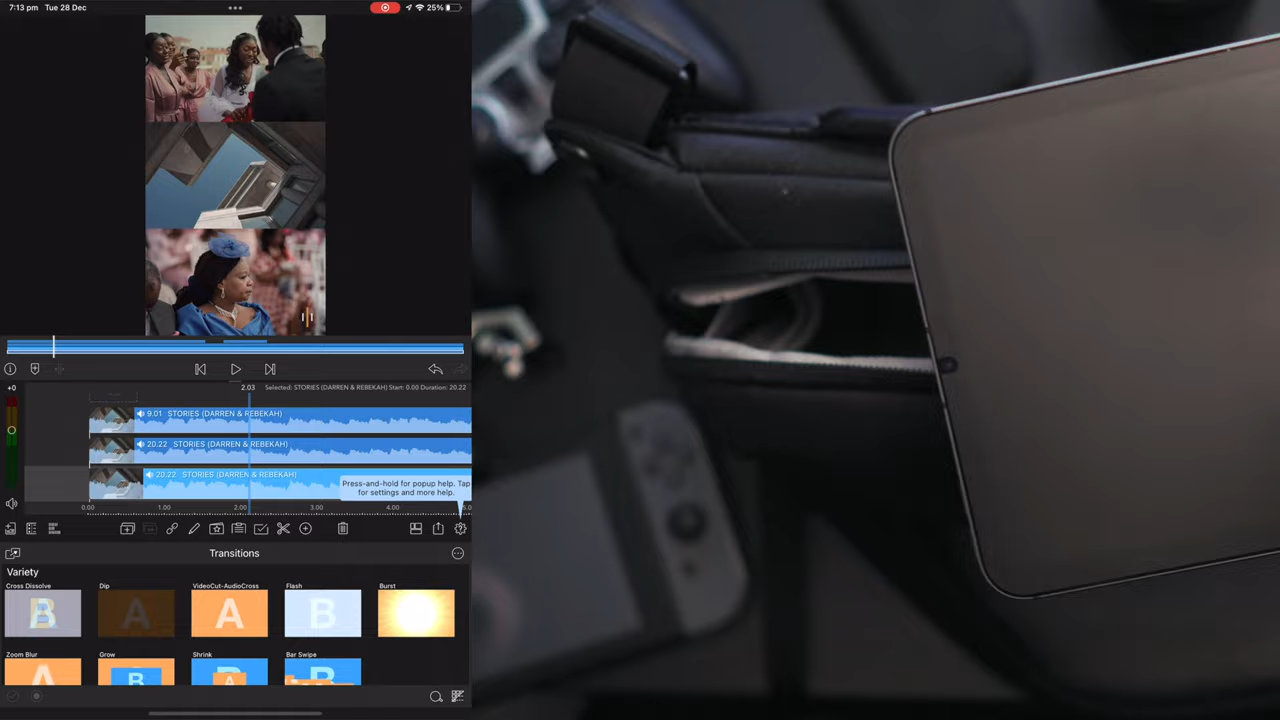 7:13 pm Tue 28 Dec
25%
+0
2.03 Selected: STORIES (DARREN & REBEKAH) Start: 0.00 Duration: 20.22
9.01 STORIES (DARREN & REBEKAH)
20.22 STORIES (DARREN & REBEKAH)
20.22 STORIES (DARREN & REBEKAH)
Press-and-hold for popup help. Tap
for settings and more help.
0.00 1.00 2.00 3.00 4.00
Transitions
Variety
Cross Dissolve Dip VideoCut-AudioCross Flash Burst
B A A B
Zoom Blur Grow Shrink Bar Swipe
A B A B